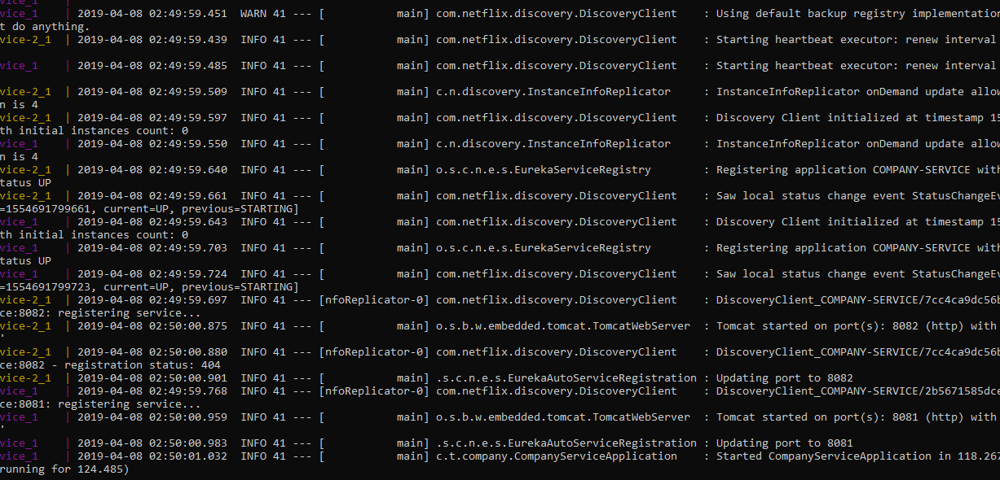 vice_1 |
vice_1 | 2019-04-08 02:49:59.451 WARN 41 --- [ main] com.netflix.discovery.DiscoveryClient : Using default backup registry implementation
t do anything.
vice-2_1 | 2019-04-08 02:49:59.439 INFO 41 --- [ main] com.netflix.discovery.DiscoveryClient : Starting heartbeat executor: renew interval
vice_1 | 2019-04-08 02:49:59.485 INFO 41 --- [ main] com.netflix.discovery.DiscoveryClient : Starting heartbeat executor: renew interval
vice-2_1 | 2019-04-08 02:49:59.509 INFO 41 --- [ main] c.n.discovery.InstanceInfoReplicator : InstanceInfoReplicator onDemand update allow
n is 4
vice-2_1 | 2019-04-08 02:49:59.597 INFO 41 --- [ main] com.netflix.discovery.DiscoveryClient : Discovery Client initialized at timestamp 15
th initial instances count: 0
vice_1 | 2019-04-08 02:49:59.550 INFO 41 --- [ main] c.n.discovery.InstanceInfoReplicator : InstanceInfoReplicator onDemand update allow
n is 4
vice-2_1 | 2019-04-08 02:49:59.640 INFO 41 --- [ main] o.s.c.n.e.s.EurekaServiceRegistry : Registering application COMPANY-SERVICE with
tatus UP
vice-2_1 | 2019-04-08 02:49:59.661 INFO 41 --- [ main] com.netflix.discovery.DiscoveryClient : Saw local status change event StatusChangeEv
=1554691799661, current=UP, previous=STARTING]
vice_1 | 2019-04-08 02:49:59.643 INFO 41 --- [ main] com.netflix.discovery.DiscoveryClient : Discovery Client initialized at timestamp 15
th initial instances count: 0
vice_1 | 2019-04-08 02:49:59.703 INFO 41 --- [ main] o.s.c.n.e.s.EurekaServiceRegistry : Registering application COMPANY-SERVICE with
tatus UP
vice_1 | 2019-04-08 02:49:59.724 INFO 41 --- [ main] com.netflix.discovery.DiscoveryClient : Saw local status change event StatusChangeEv
=1554691799723, current=UP, previous=STARTING]
vice-2_1 | 2019-04-08 02:49:59.697 INFO 41 --- [nfoReplicator-0] com.netflix.discovery.DiscoveryClient : DiscoveryClient_COMPANY-SERVICE/7cc4ca9dc56b
ce:8082: registering service...
vice-2_1 | 2019-04-08 02:50:00.875 INFO 41 --- [ main] o.s.b.w.embedded.tomcat.TomcatWebServer : Tomcat started on port(s): 8082 (http) with
'
vice-2_1 | 2019-04-08 02:50:00.880 INFO 41 --- [nfoReplicator-0] com.netflix.discovery.DiscoveryClient : DiscoveryClient_COMPANY-SERVICE/7cc4ca9dc56b
ce:8082 - registration status: 404
vice-2_1 | 2019-04-08 02:50:00.901 INFO 41 --- [ main] .s.c.n.e.s.EurekaAutoServiceRegistration : Updating port to 8082
vice_1 | 2019-04-08 02:49:59.768 INFO 41 --- [nfoReplicator-0] com.netflix.discovery.DiscoveryClient : DiscoveryClient_COMPANY-SERVICE/2b5671585dce
ce:8081: registering service...
vice_1 | 2019-04-08 02:50:00.959 INFO 41 --- [ main] o.s.b.w.embedded.tomcat.TomcatWebServer : Tomcat started on port(s): 8081 (http) with
'
vice_1 | 2019-04-08 02:50:00.983 INFO 41 --- [ main] .s.c.n.e.s.EurekaAutoServiceRegistration : Updating port to 8081
vice_1 | 2019-04-08 02:50:01.032 INFO 41 --- [ main] c.t.company.CompanyServiceApplication : Started CompanyServiceApplication in 118.267
running for 124.485)